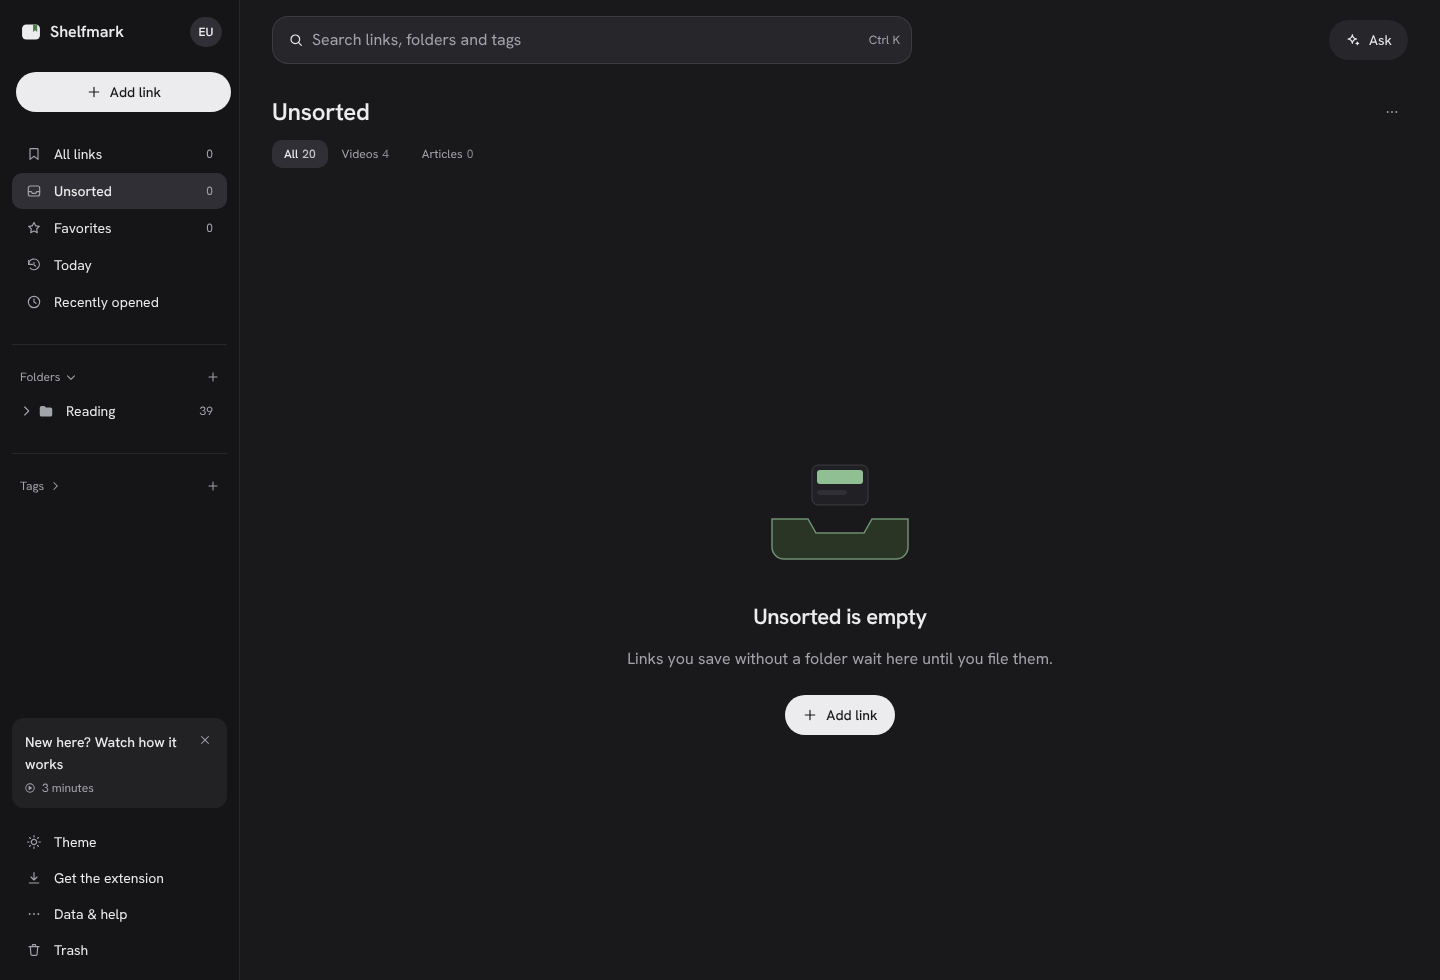 Shelfmark
EU
Add link
All links 0
Unsorted 0
Favorites 0
Today
Recently opened
Folders
Reading 39
Tags
New here? Watch how it
works
3 minutes
Theme
Get the extension
Data & help
Trash
Search links, folders and tags Ctrl K
Ask
Unsorted
All 20 Videos 4 Articles 0
Unsorted is empty
Links you save without a folder wait here until you file them.
Add link